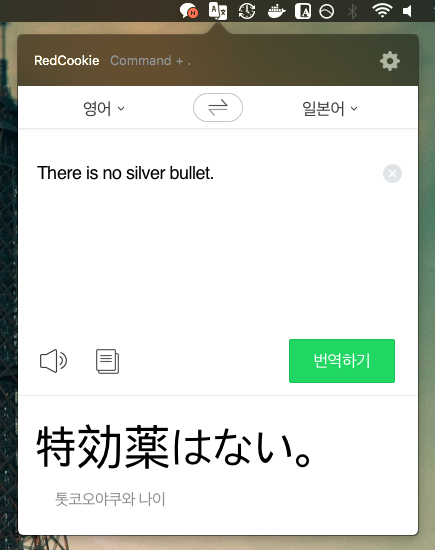 RedCookie Command + .
영어 일본어
There is no silver bullet.
번역하기
特効薬はない。
톳코오야쿠와 나이